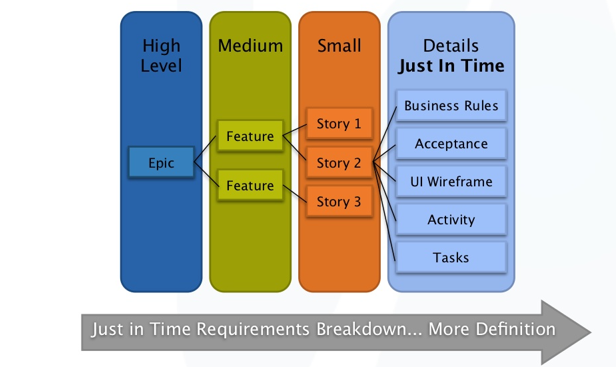 High
Level
Medium
Small
Details
Just In Time
Epic
Feature
Feature
Story 1
Story 2
Story 3
Business Rules
Acceptance
UI Wireframe
Activity
Tasks
Just in Time Requirements Breakdown... More Definition